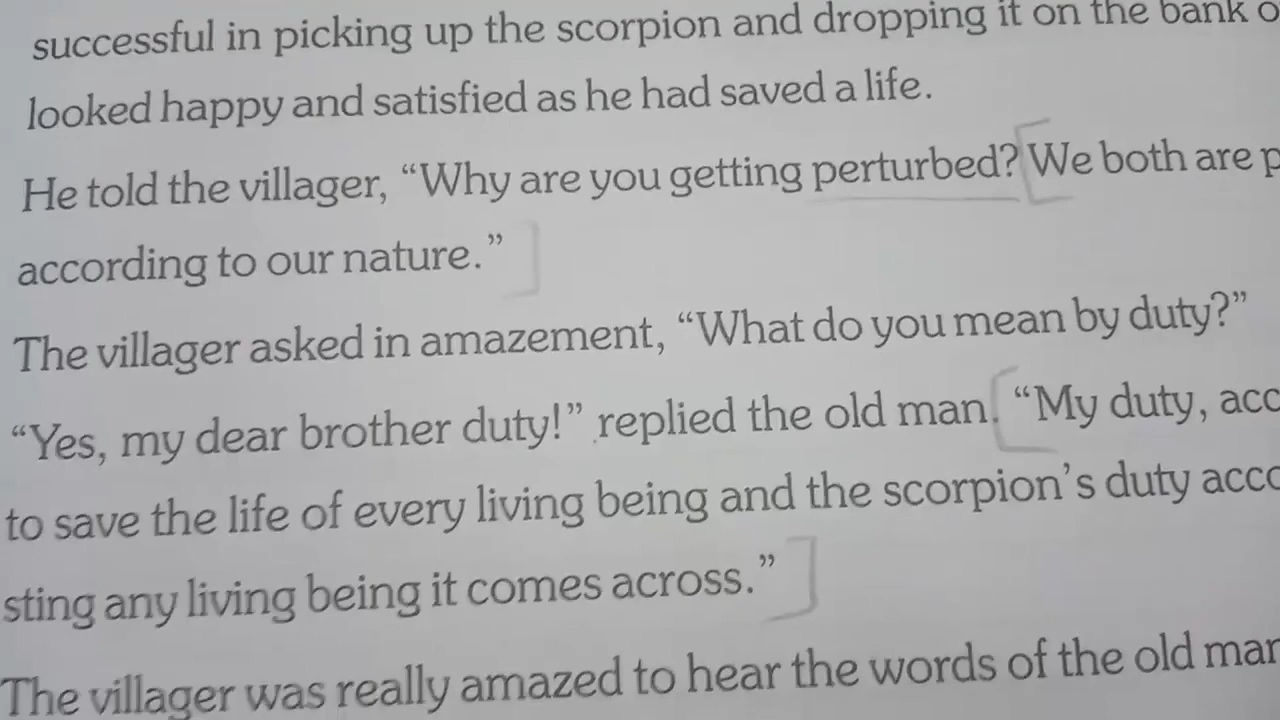 successful in picking up the scorpion and dropping it on the bank
looked happy and satisfied as he had saved a life.
He told the villager, “Why are you getting perturbed? We both are
according to our nature.”
The villager asked in amazement, “What do you mean by duty?”
“Yes, my dear brother duty!” replied the old man. “My duty,
to save the life of every living being and the scorpion’s duty
sting any living being it comes across.”
The villager was really amazed to hear the words of the old